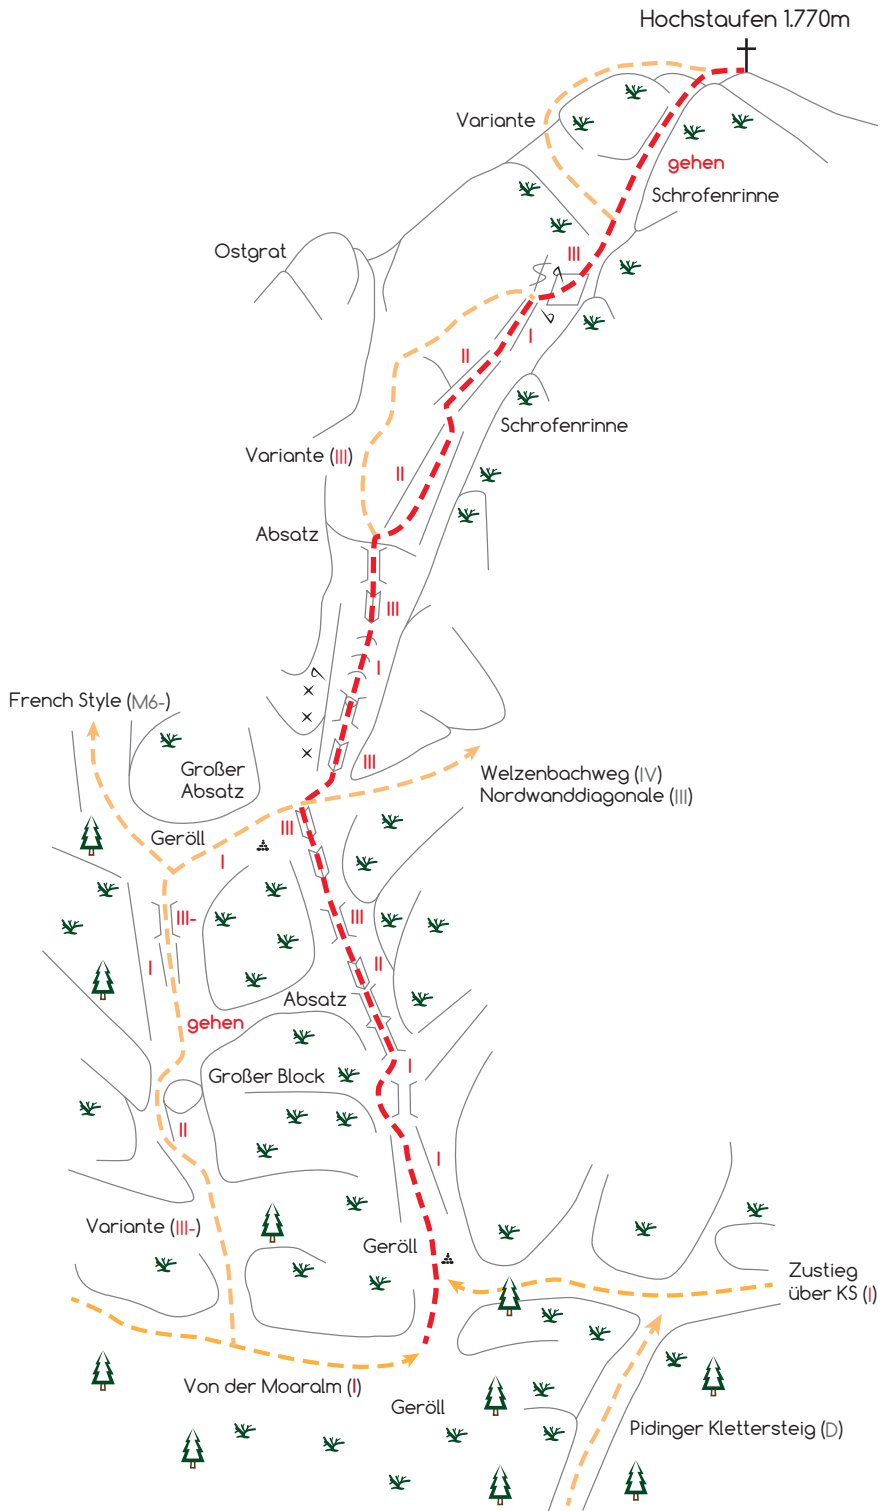 Hochstaufen 1.770m
Variante
gehen
Schrofenrinne
Ostgrat
III
I
II
Schrofenrinne
Variante (III)
II
Absatz
III
I
French Style (M6-)
III
Großer
Absatz
Welzenbachweg (IV)
Nordwanddiagonale (III)
III
Geröll
I
III-
III
I
II
Absatz
gehen
I
Großer Block
II
I
Variante (III-)
Geröll
Zustieg
über KS (I)
Von der Moaralm (I)
Geröll
Pidinger Klettersteig (D)